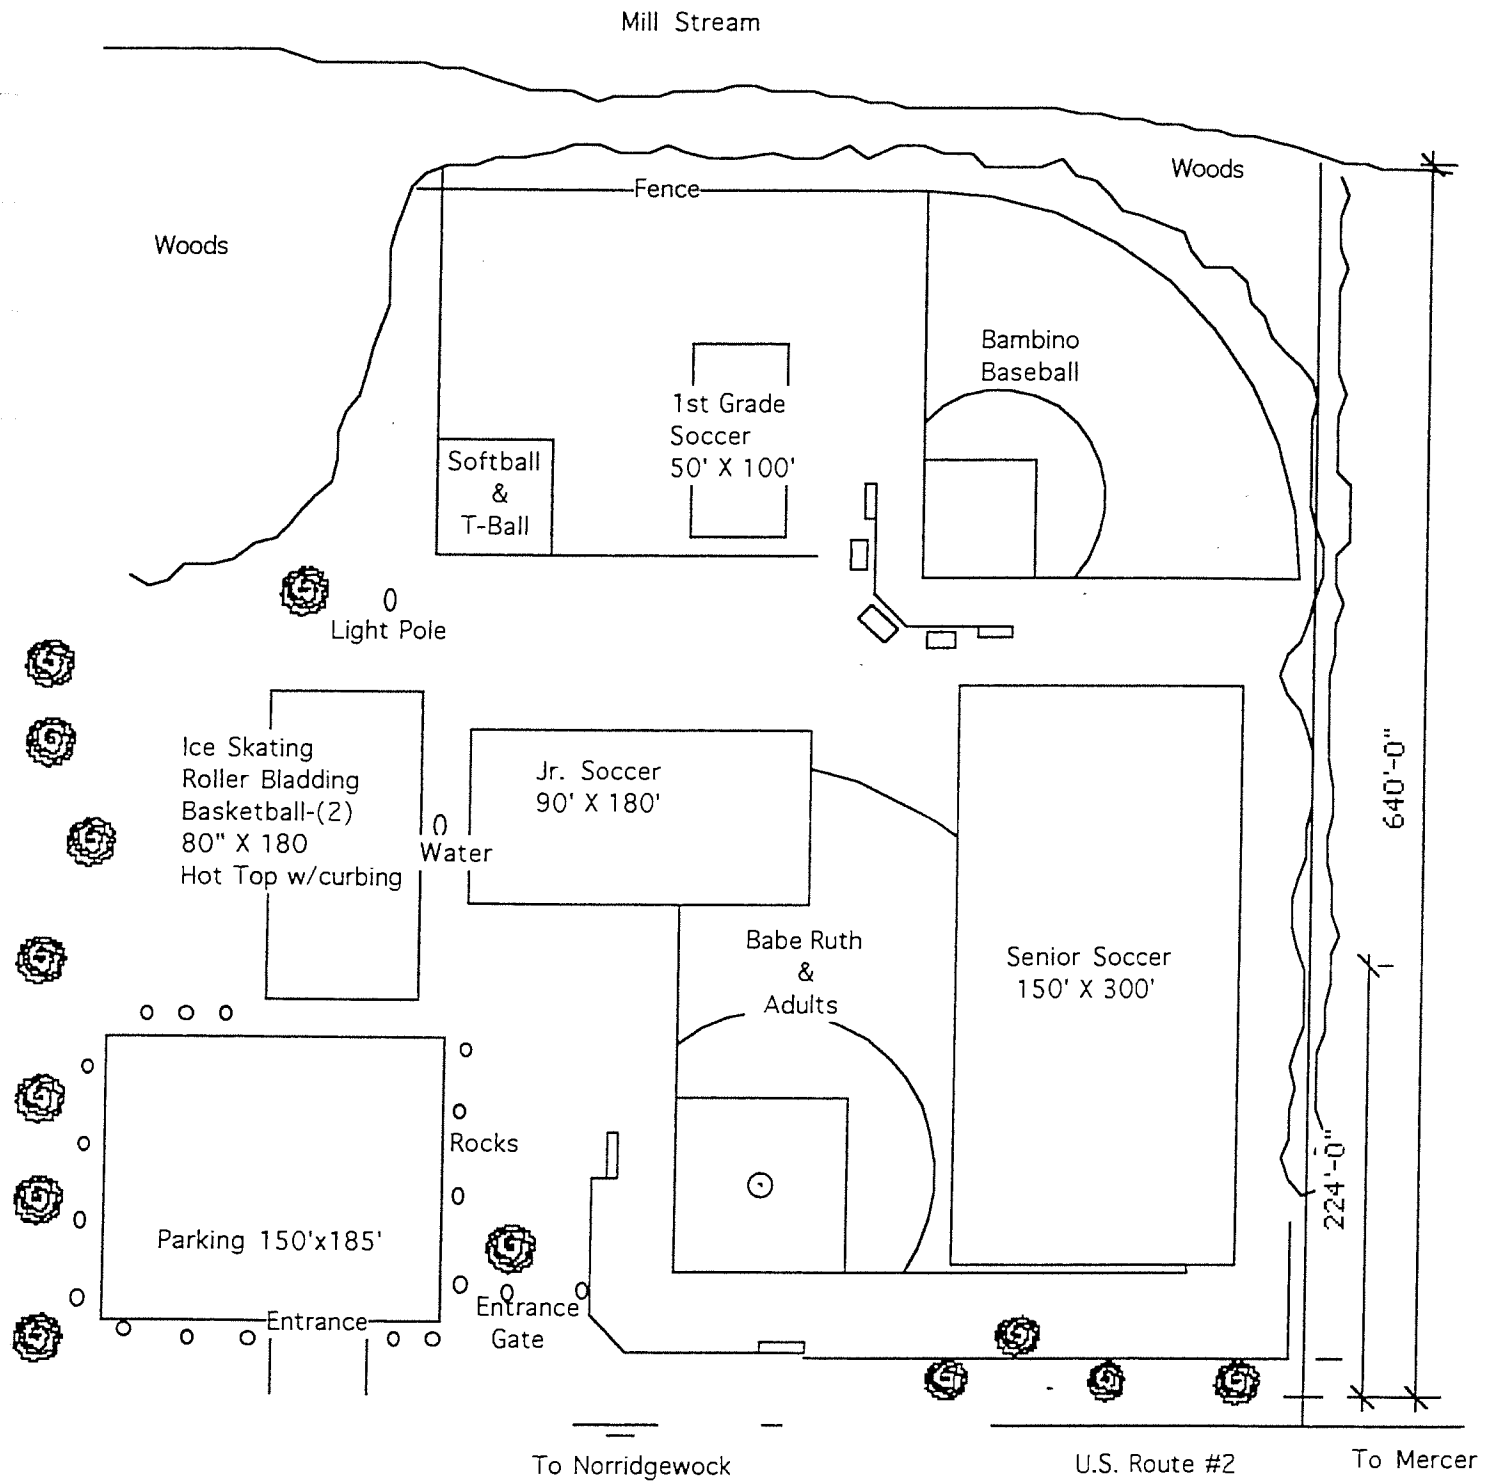 Mill Stream
Woods
Fence
Woods
Bambino
Baseball
1st Grade
Soccer
50' X 100'
Softball
&
T-Ball
Light Pole
Ice Skating
Roller Bladding
Basketball-(2)
80" X 180
Hot Top w/curbing
Jr. Soccer
90' X 180'
Water
640'-0"
Babe Ruth
&
Adults
Senior Soccer
150' X 300'
Rocks
224'-0"
Parking 150'x185'
Entrance
Entrance
Gate
To Norridgewock
U.S. Route #2
To Mercer